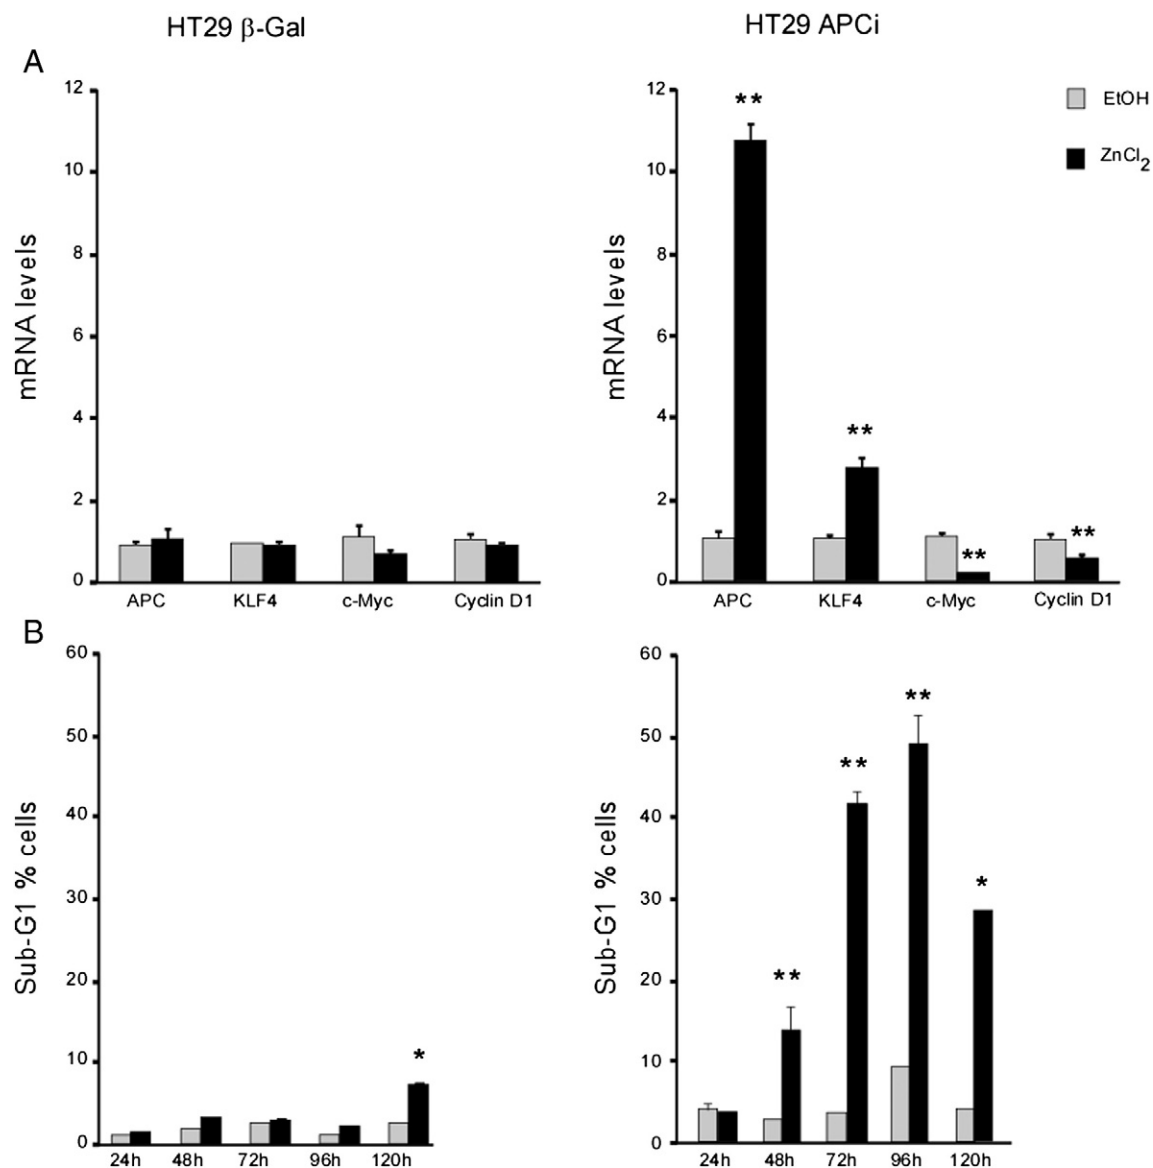 HT29 β-Gal
HT29 APCi
A
mRNA levels
12
10
8
6
4
2
0
APC KLF4 c-Myc Cyclin D1
mRNA levels
12
10
8
6
4
2
0
**
**
**
**
APC KLF4 c-Myc Cyclin D1
EtOH
ZnCl2
B
Sub-G1 % cells
60
50
40
30
20
10
0
*
24h 48h 72h 96h 120h
Sub-G1 % cells
60
50
40
30
20
10
0
**
**
**
*
24h 48h 72h 96h 120h